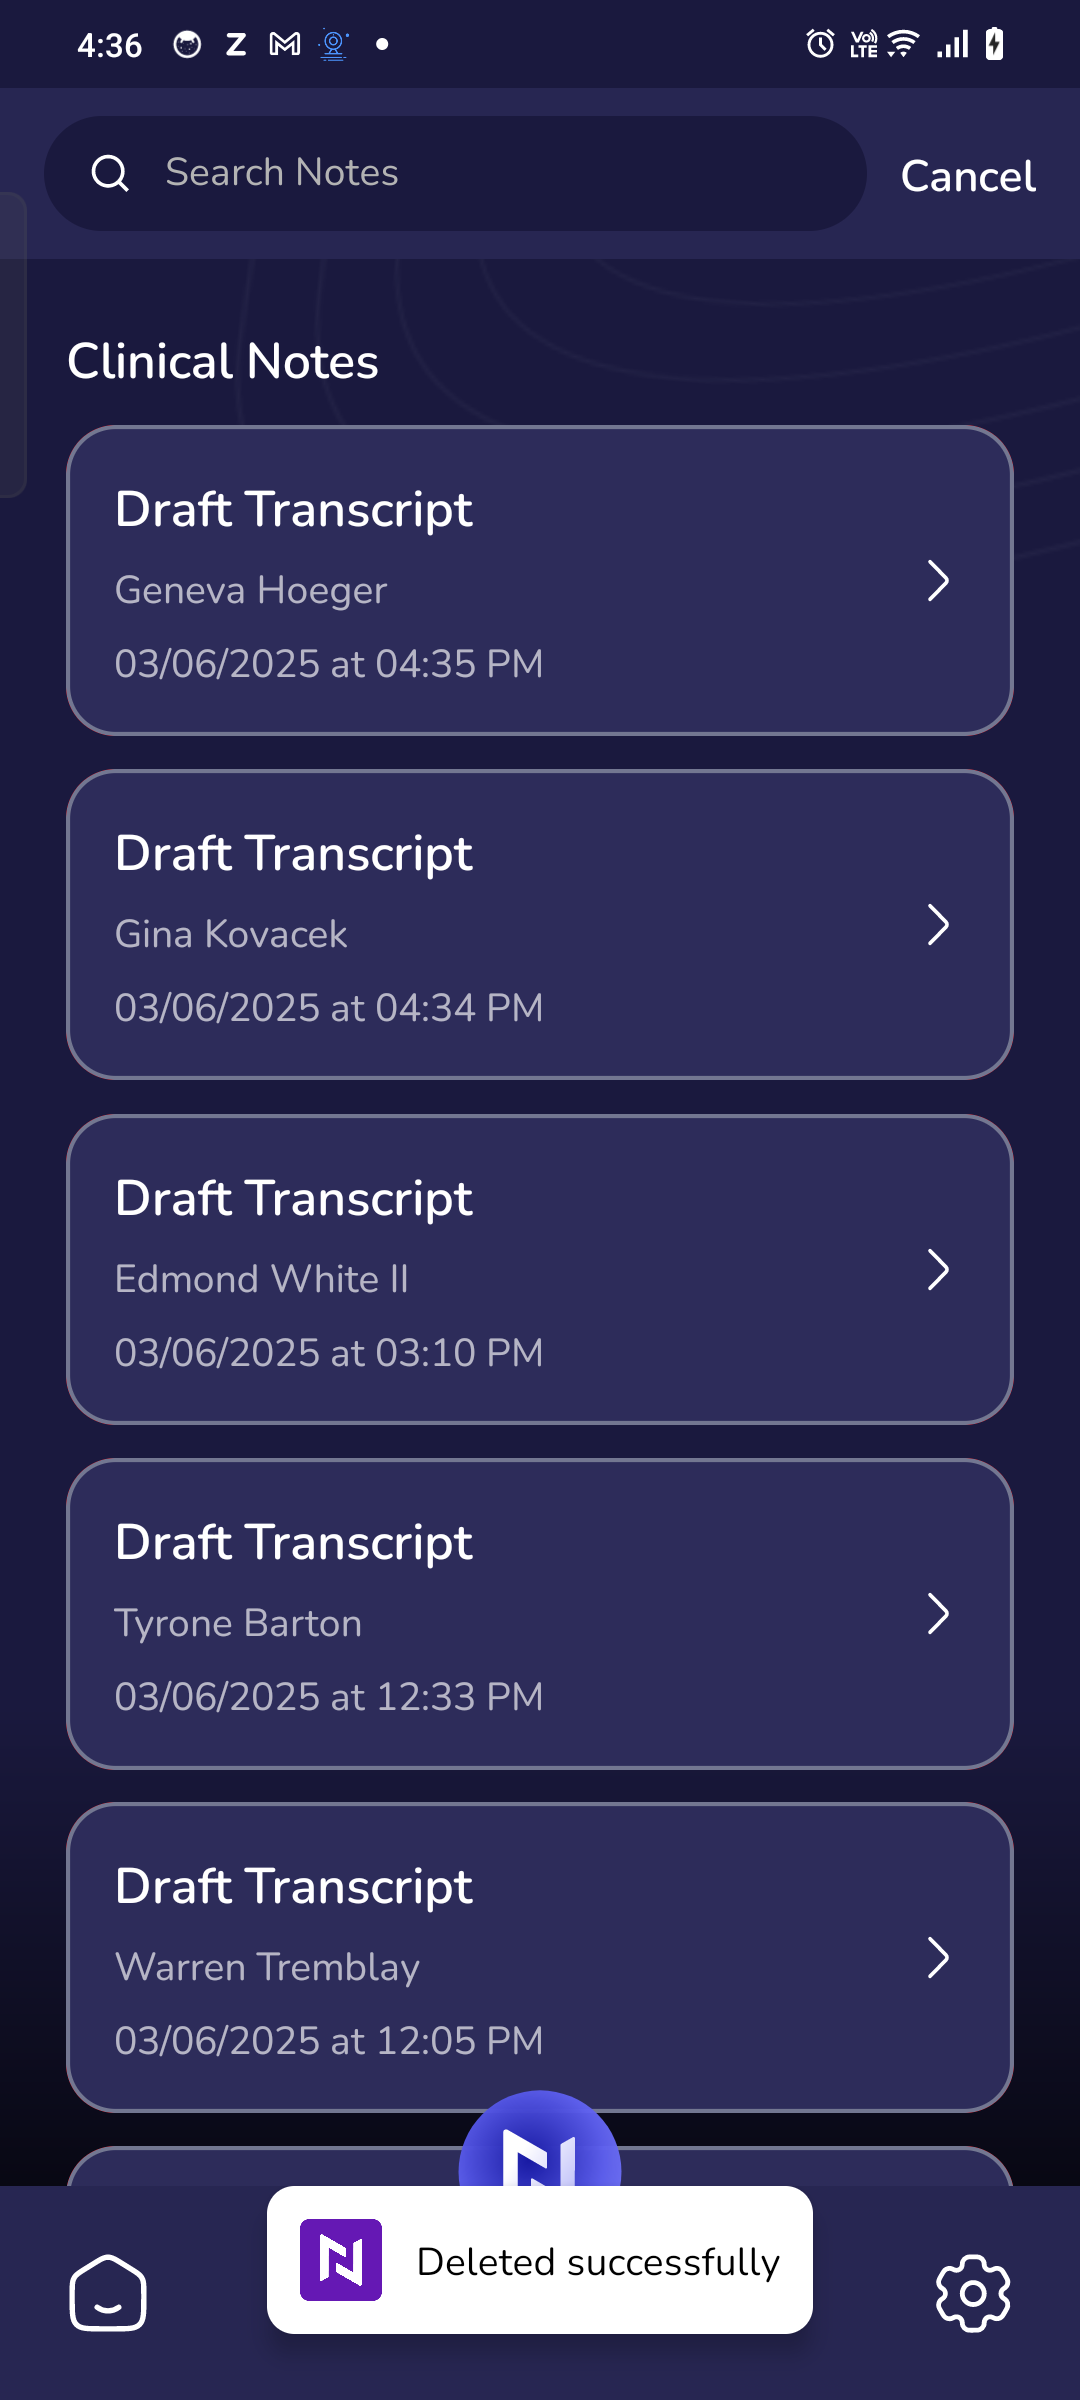 4:36
Search Notes
Cancel
Clinical Notes
Draft Transcript
Geneva Hoeger
03/06/2025 at 04:35 PM
Draft Transcript
Gina Kovacek
03/06/2025 at 04:34 PM
Draft Transcript
Edmond White II
03/06/2025 at 03:10 PM
Draft Transcript
Tyrone Barton
03/06/2025 at 12:33 PM
Draft Transcript
Warren Tremblay
03/06/2025 at 12:05 PM
Deleted successfully